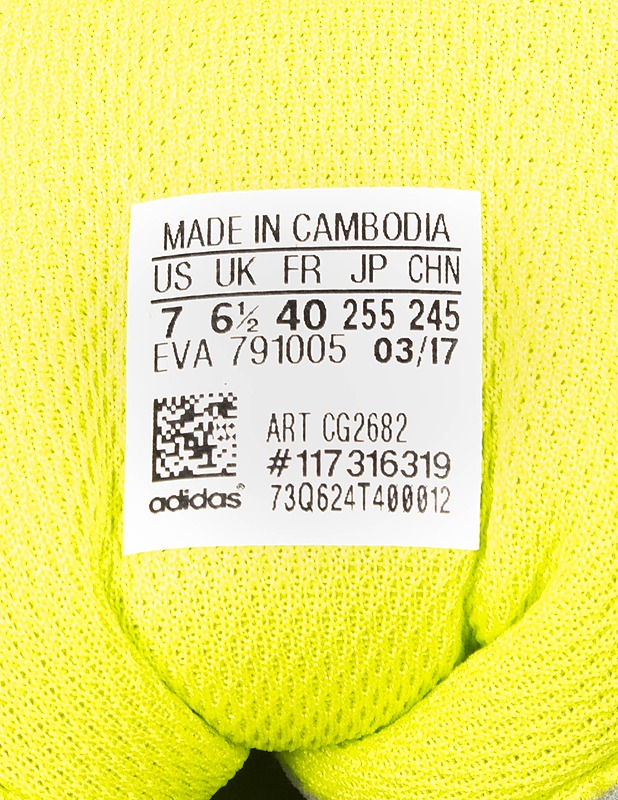 MADE IN CAMBODIA
US UK FR JP CHN
7 6½ 40 255 245
EVA 791005 03/17
ART CG2682
#117316319
adidas® 73Q624T400012